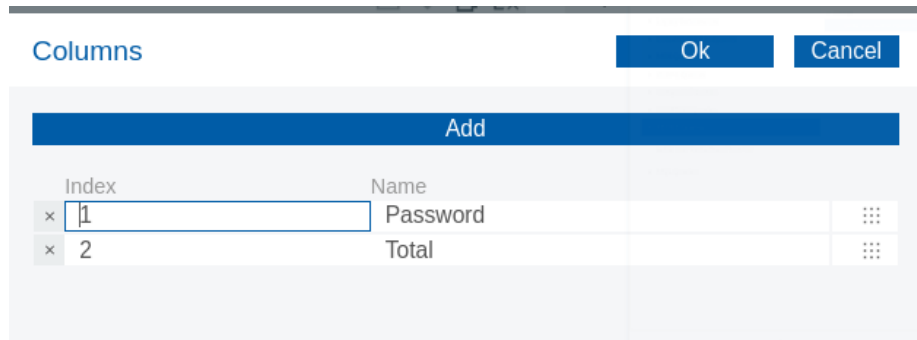 Columns Ok Cancel
Add
Index Name
× 1 Password
× 2 Total